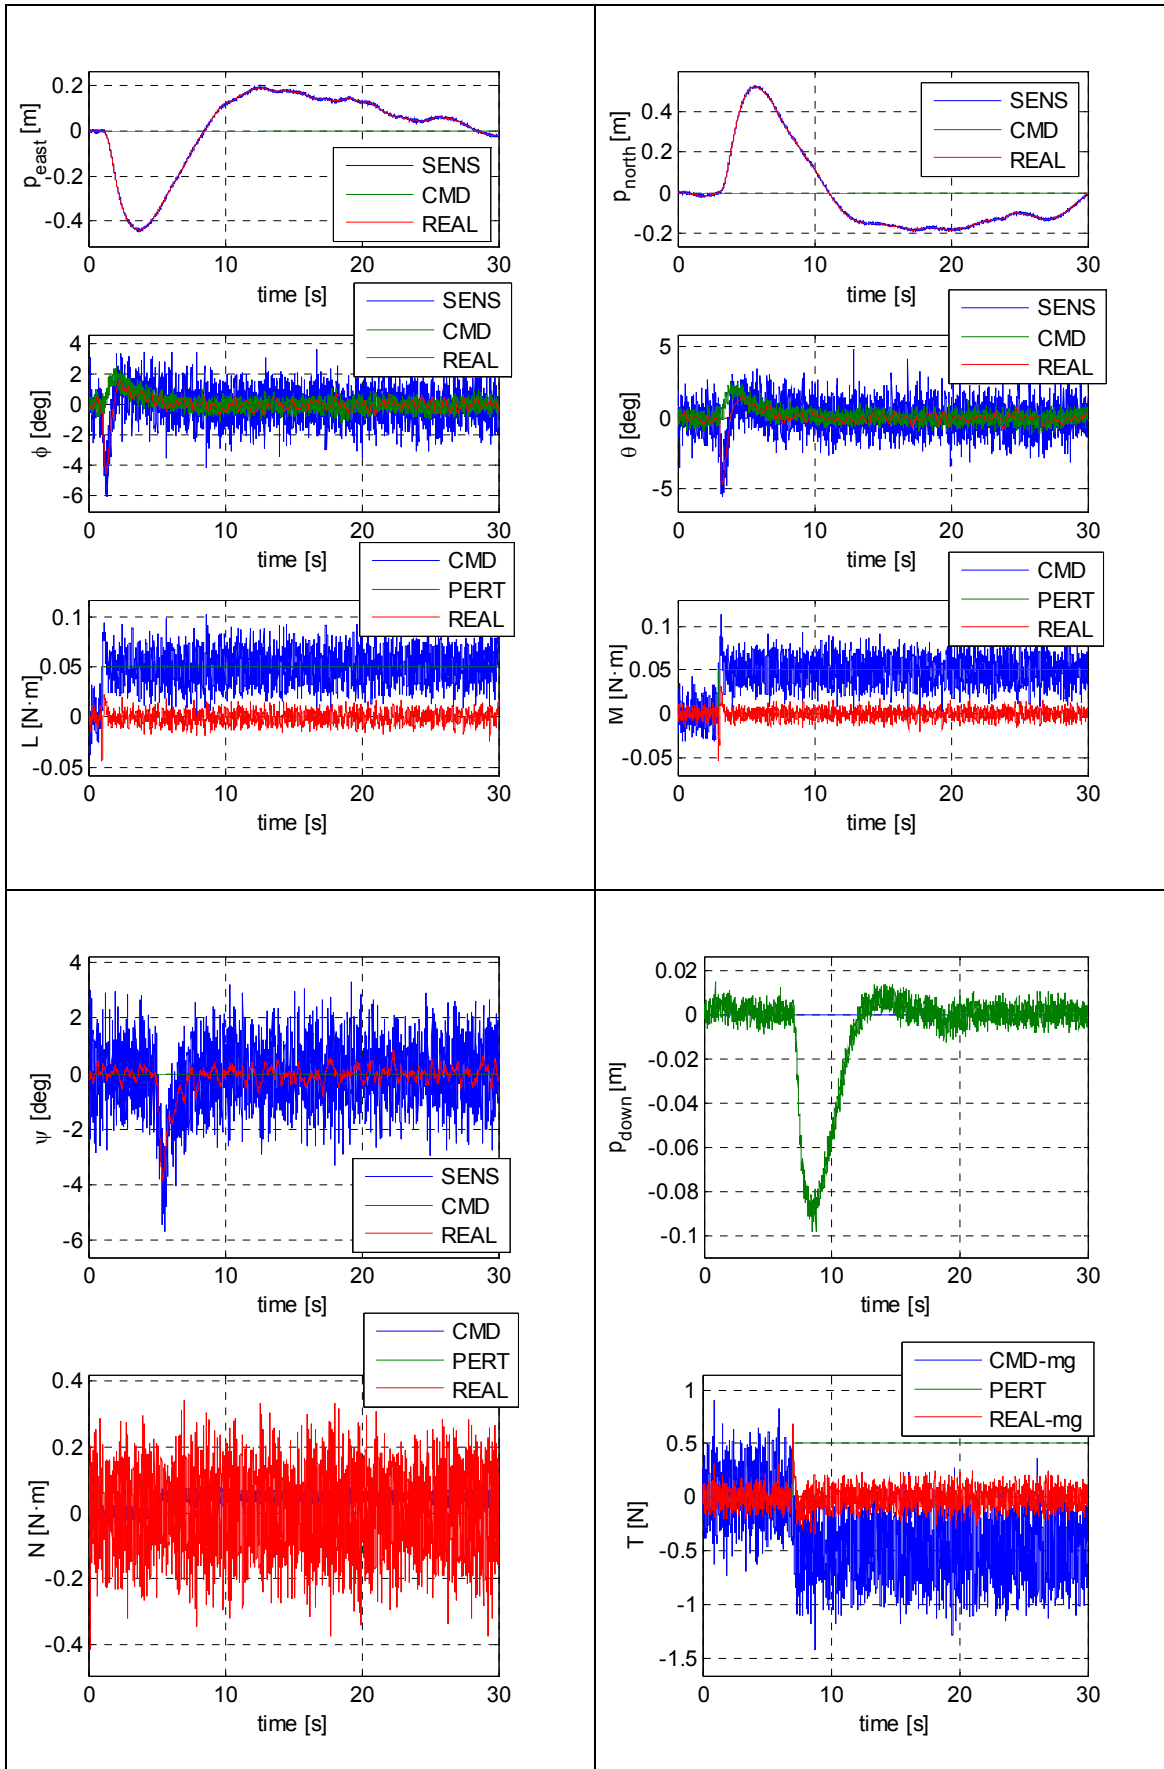 0.2
0
-0.2
-0.4
p_east [m]
SENS
CMD
REAL
0 10 20 30
time [s]
0.4
0.2
0
-0.2
p_north [m]
SENS
CMD
REAL
0 10 20 30
time [s]
SENS
CMD
REAL
4
2
0
-2
-4
-6
ϕ [deg]
0 10 20 30
time [s]
SENS
CMD
REAL
5
0
-5
θ [deg]
0 10 20 30
time [s]
CMD
PERT
REAL
0.1
0.05
0
-0.05
L [N·m]
0 10 20 30
time [s]
CMD
PERT
REAL
0.1
0.05
0
-0.05
M [N·m]
0 10 20 30
time [s]
4
2
0
-2
-4
-6
ψ [deg]
SENS
CMD
REAL
0 10 20 30
time [s]
0.02
0
-0.02
-0.04
-0.06
-0.08
-0.1
p_down [m]
0 10 20 30
time [s]
CMD
PERT
REAL
0.4
0.2
0
-0.2
-0.4
N [N·m]
0 10 20 30
time [s]
CMD-mg
PERT
REAL-mg
1
0.5
0
-0.5
-1
-1.5
T [N]
0 10 20 30
time [s]